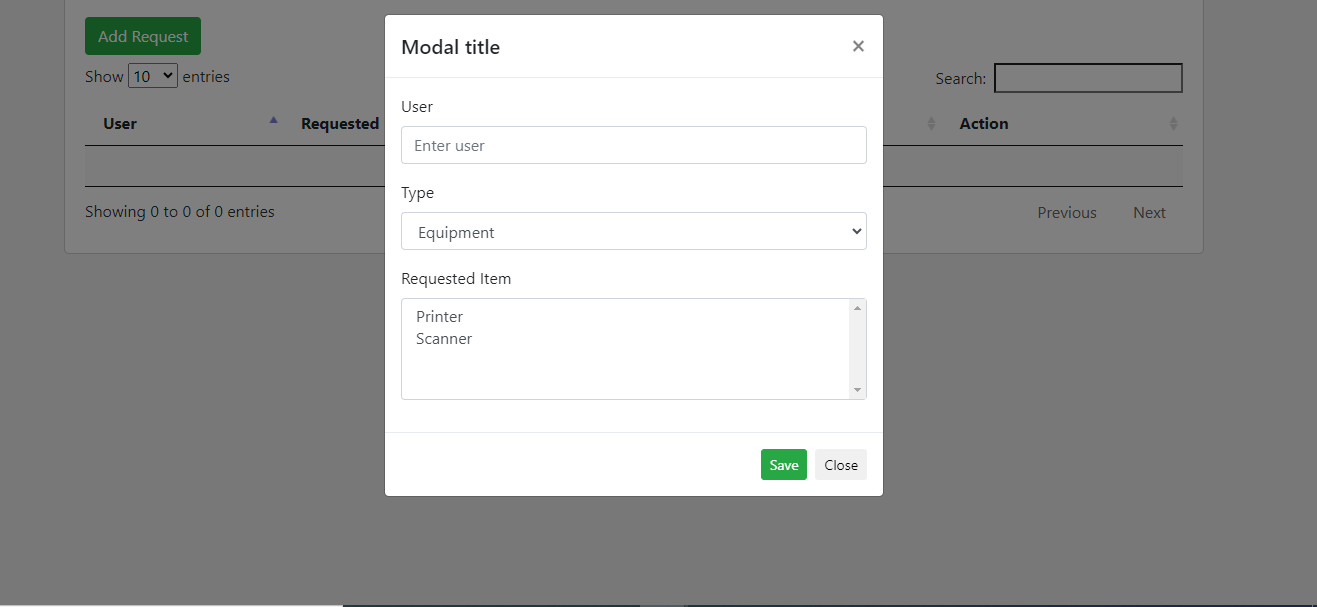 Add Request
Show 10 entries
Search:
User
Requested
Action
Showing 0 to 0 of 0 entries
Previous
Next
Modal title
×
User
Enter user
Type
Equipment
Requested Item
Printer
Scanner
Save
Close